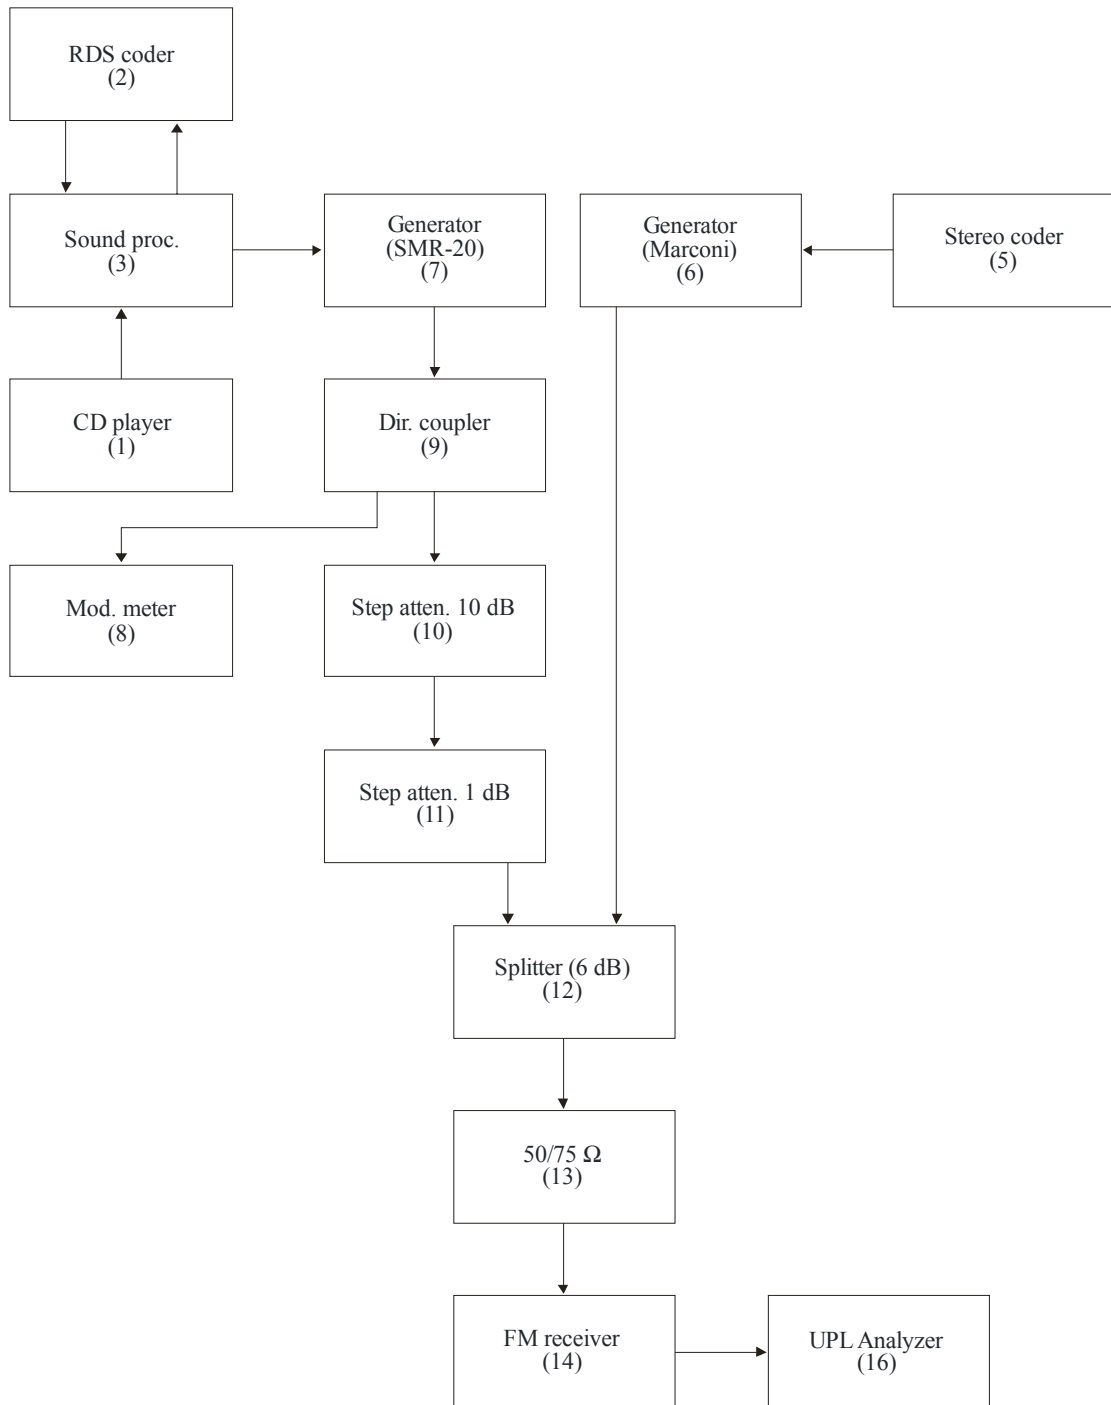 RDS coder
(2)
Sound proc.
(3)
Generator
(SMR-20)
(7)
Generator
(Marconi)
(6)
Stereo coder
(5)
CD player
(1)
Dir. coupler
(9)
Mod. meter
(8)
Step atten. 10 dB
(10)
Step atten. 1 dB
(11)
Splitter (6 dB)
(12)
50/75 Ω
(13)
FM receiver
(14)
UPL Analyzer
(16)